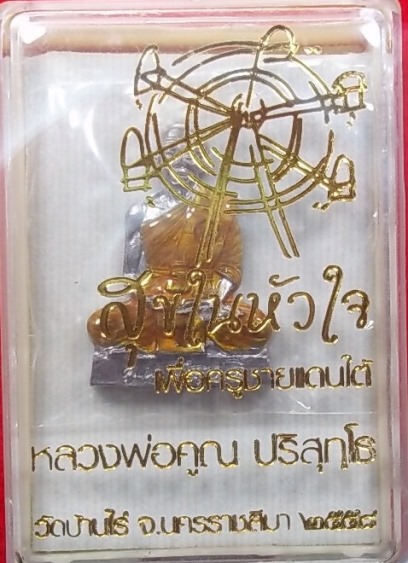 สุขในหัวใจ
เพื่อครูชายแดนใต้
หลวงพ่อคูณ ปริสุทฺโธ
วัดบ้านไร่ จ.นครราชสีมา ๒๕๕๘